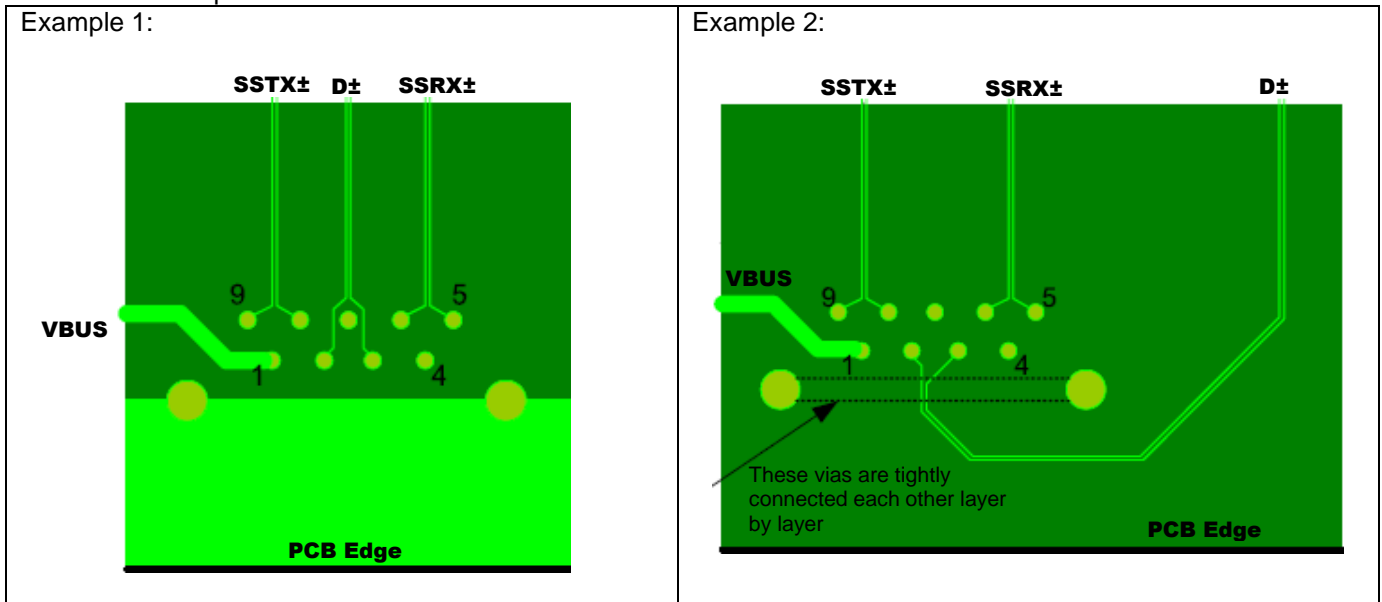 Example 1:
SSTX± D± SSRX±
9 5
VBUS
1 4
PCB Edge
Example 2:
SSTX± SSRX± D±
VBUS
9 5
1 4
These vias are tightly
connected each other layer
by layer
PCB Edge